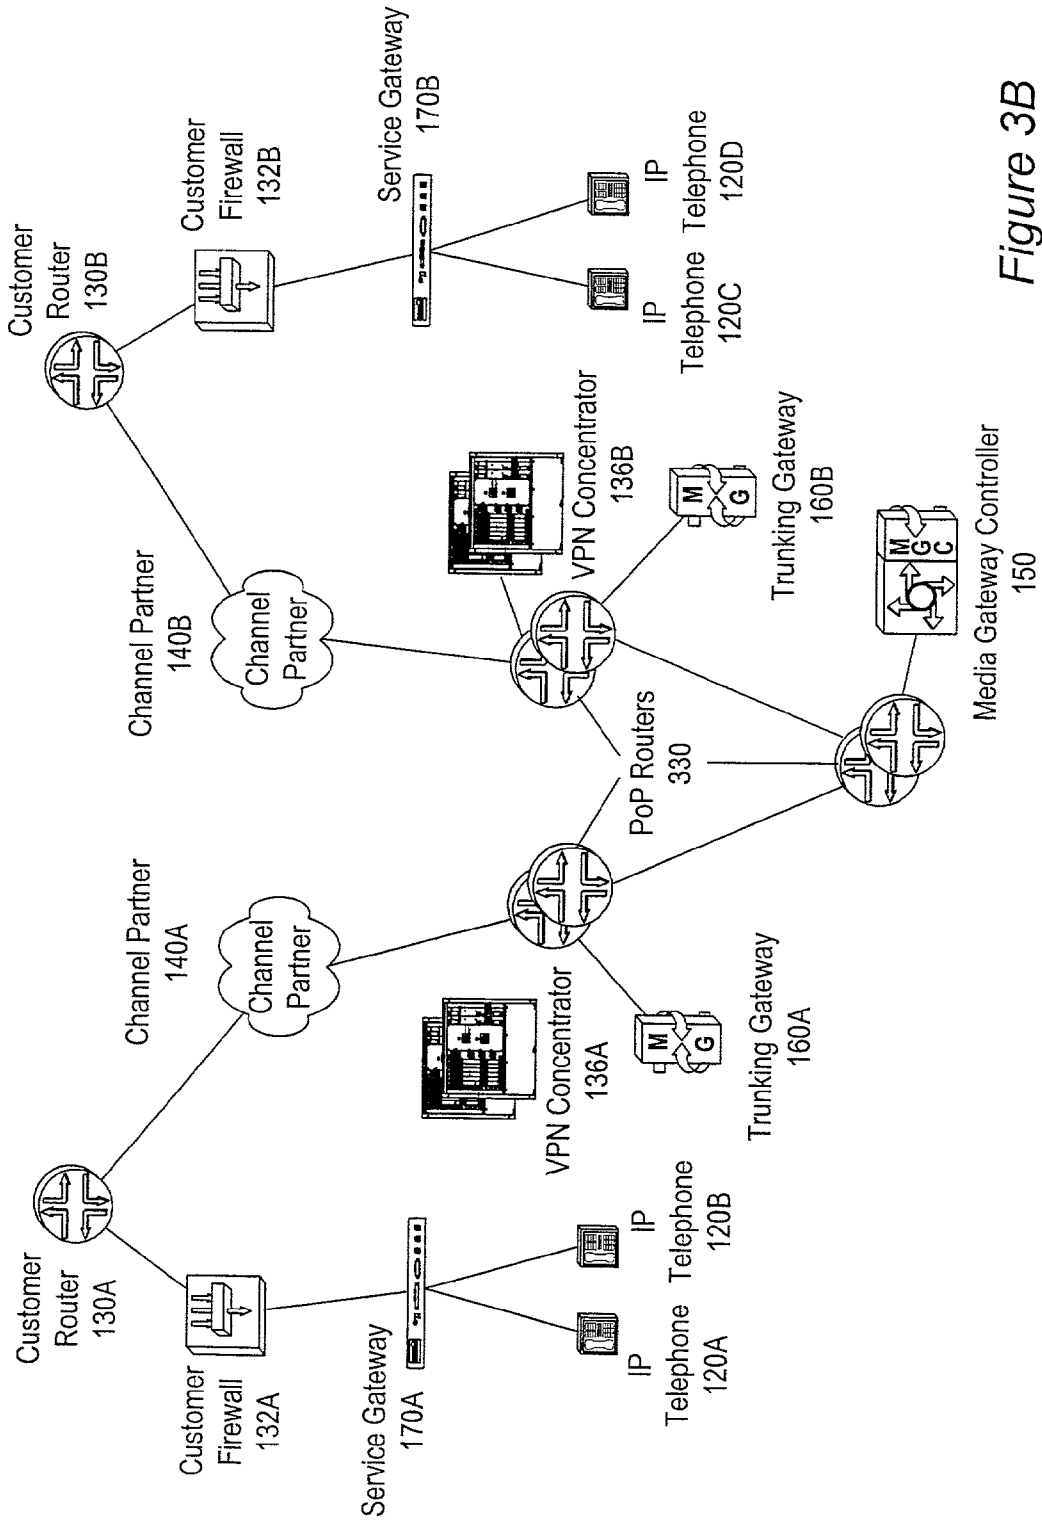 Customer
Router
130A
Customer
Firewall
132A
Service Gateway
170A
IP
Telephone
120A
IP
Telephone
120B
Channel Partner
140A
Channel
Partner
VPN Concentrator
136A
M
G
Trunking Gateway
160A
PoP Routers
330
Channel Partner
140B
Channel
Partner
VPN Concentrator
136B
M
G
Trunking Gateway
160B
M
G
C
Media Gateway Controller
150
Customer
Router
130B
Customer
Firewall
132B
Service Gateway
170B
IP
Telephone
120C
IP
Telephone
120D
Figure 3B